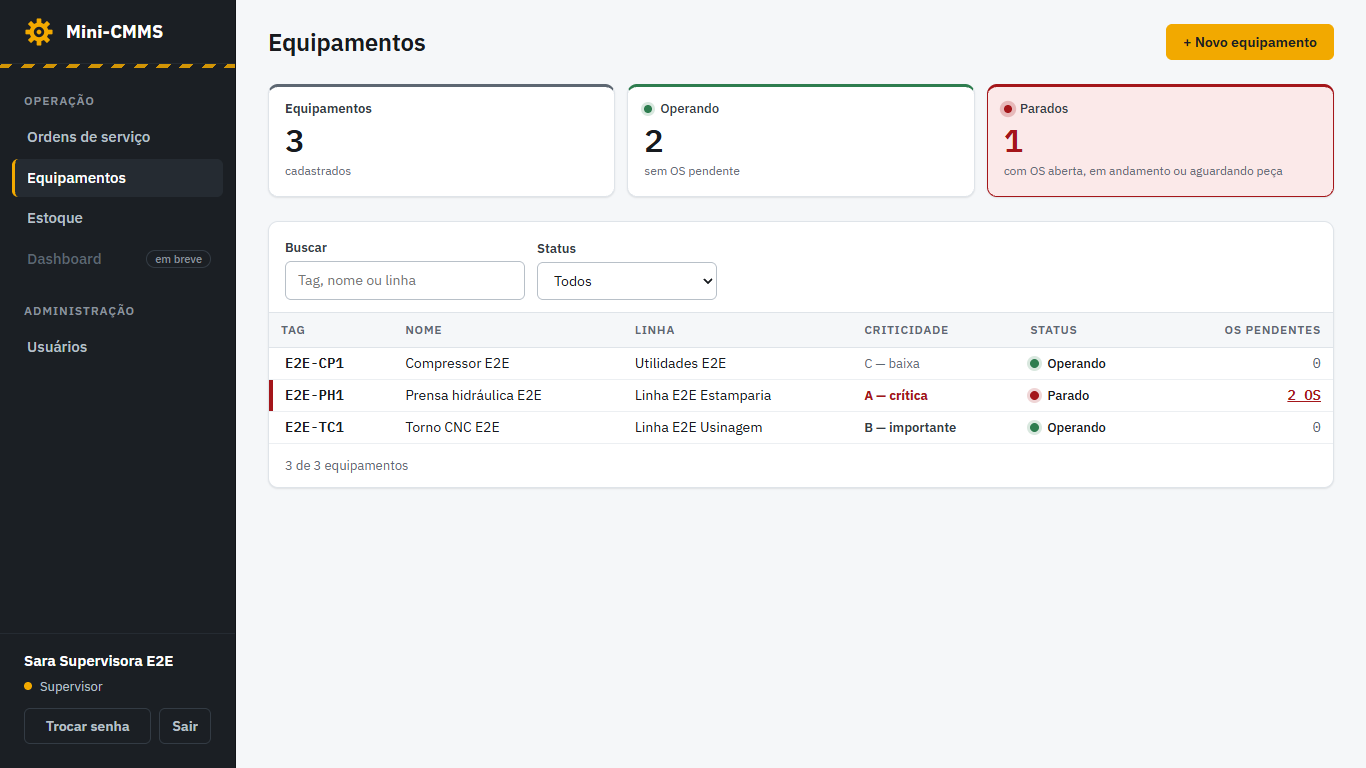 Mini-CMMS
OPERAÇÃO
Ordens de serviço
Equipamentos
Estoque
Dashboard em breve
ADMINISTRAÇÃO
Usuários
Sara Supervisora E2E
Supervisor
Trocar senha Sair
Equipamentos + Novo equipamento
Equipamentos
3
cadastrados
Operando
2
sem OS pendente
Parados
1
com OS aberta, em andamento ou aguardando peça
Buscar Status
Tag, nome ou linha Todos
TAG NOME LINHA CRITICIDADE STATUS OS PENDENTES
E2E-CP1 Compressor E2E Utilidades E2E C — baixa Operando 0
E2E-PH1 Prensa hidráulica E2E Linha E2E Estamparia A — crítica Parado 2 OS
E2E-TC1 Torno CNC E2E Linha E2E Usinagem B — importante Operando 0
3 de 3 equipamentos